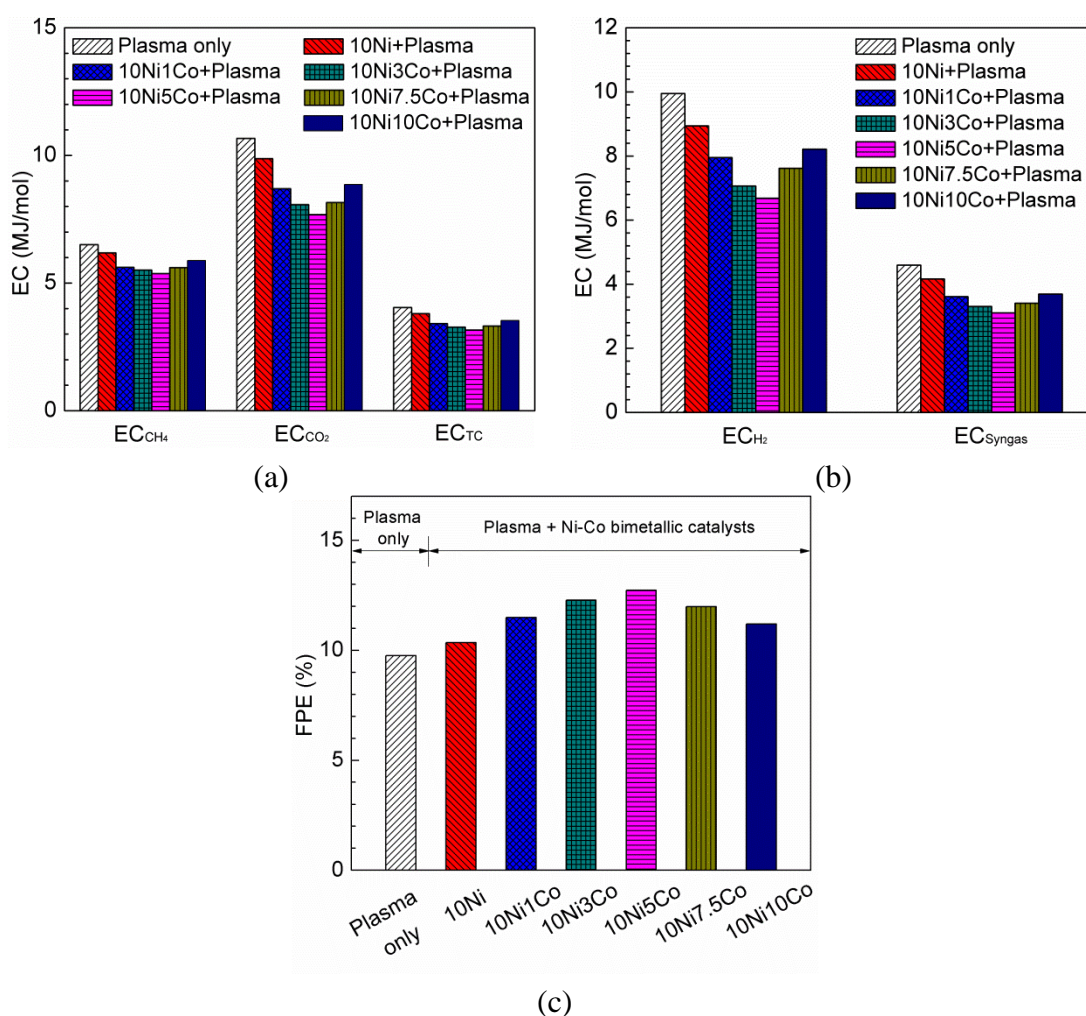 Plasma only
10Ni+Plasma
10Ni1Co+Plasma
10Ni3Co+Plasma
10Ni5Co+Plasma
10Ni7.5Co+Plasma
10Ni10Co+Plasma
EC (MJ/mol)
15
10
5
0
ECCH₄
ECCO₂
ECTC
(a)
Plasma only
10Ni+Plasma
10Ni1Co+Plasma
10Ni3Co+Plasma
10Ni5Co+Plasma
10Ni7.5Co+Plasma
10Ni10Co+Plasma
EC (MJ/mol)
12
10
8
6
4
2
0
ECH₂
ECSyngas
(b)
Plasma
only
Plasma + Ni-Co bimetallic catalysts
FPE (%)
15
10
5
0
Plasma
only
10Ni
10Ni1Co
10Ni3Co
10Ni5Co
10Ni7.5Co
10Ni10Co
(c)